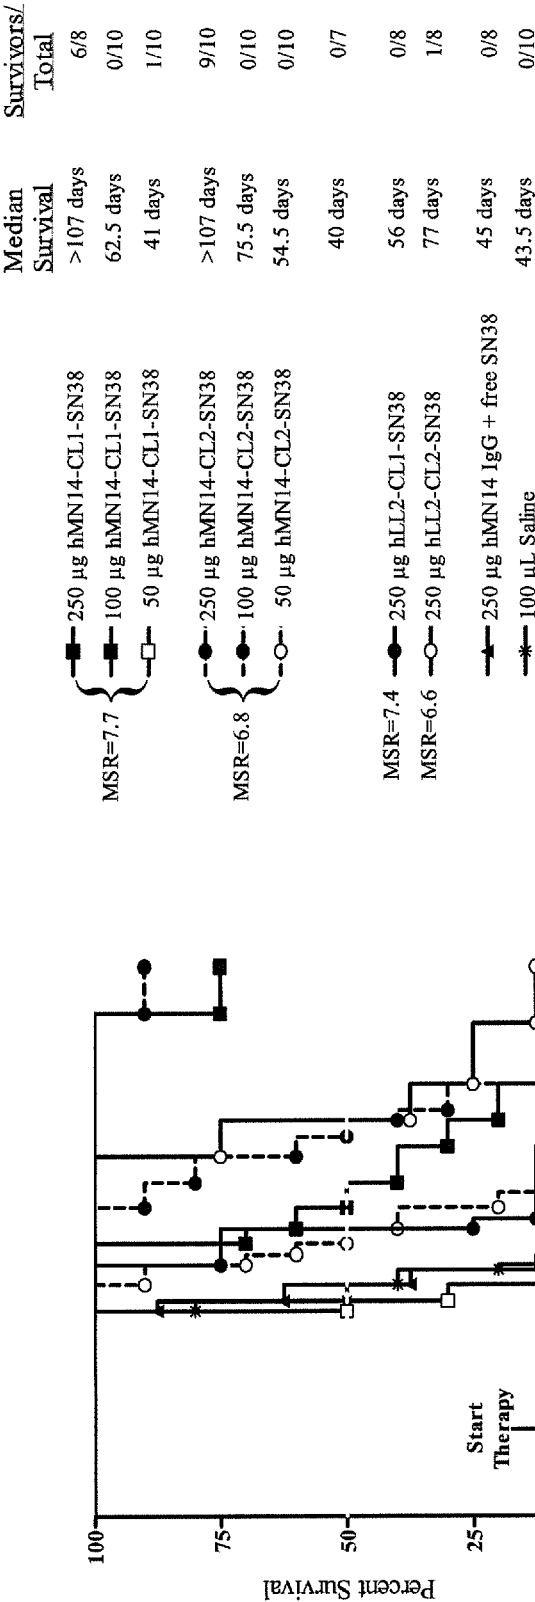 Median
Survival
Survivors/
Total
250 µg hMN14-CL1-SN38 >107 days 6/8
MSR=7.7 100 µg hMN14-CL1-SN38 62.5 days 0/10
50 µg hMN14-CL1-SN38 41 days 1/10
250 µg hMN14-CL2-SN38 >107 days 9/10
MSR=6.8 100 µg hMN14-CL2-SN38 75.5 days 0/10
50 µg hMN14-CL2-SN38 54.5 days 0/10
40 days 0/7
MSR=7.4 250 µg hLL2-CL1-SN38 56 days 0/8
MSR=6.6 250 µg hLL2-CL2-SN38 77 days 1/8
250 µg hMN14 IgG + free SN38 45 days 0/8
100 µL Saline 43.5 days 0/10
Percent Survival
100
75
50
25
Start
Therapy